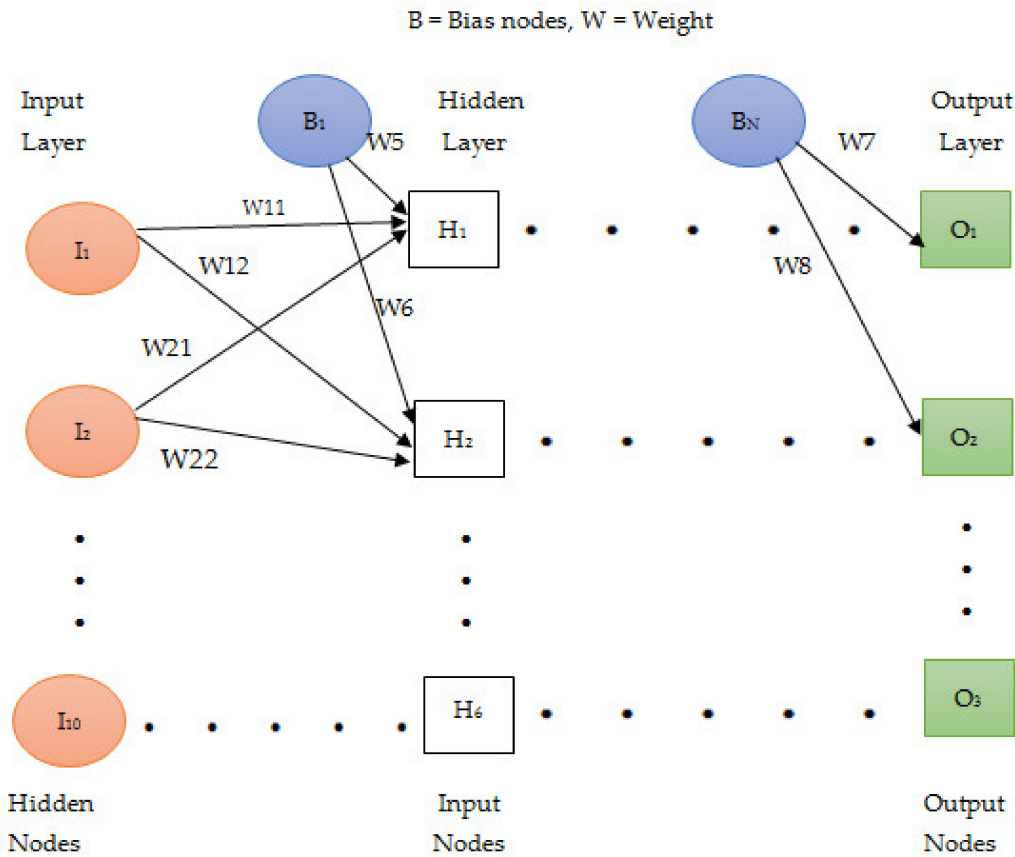 B = Bias nodes, W = Weight
Input
Layer
B1
W5
Hidden
Layer
BN
W7
Output
Layer
I1
W11
W12
H1
W8
O1
W6
W21
I2
W22
H2
O2
I10
H6
O3
Hidden
Nodes
Input
Nodes
Output
Nodes